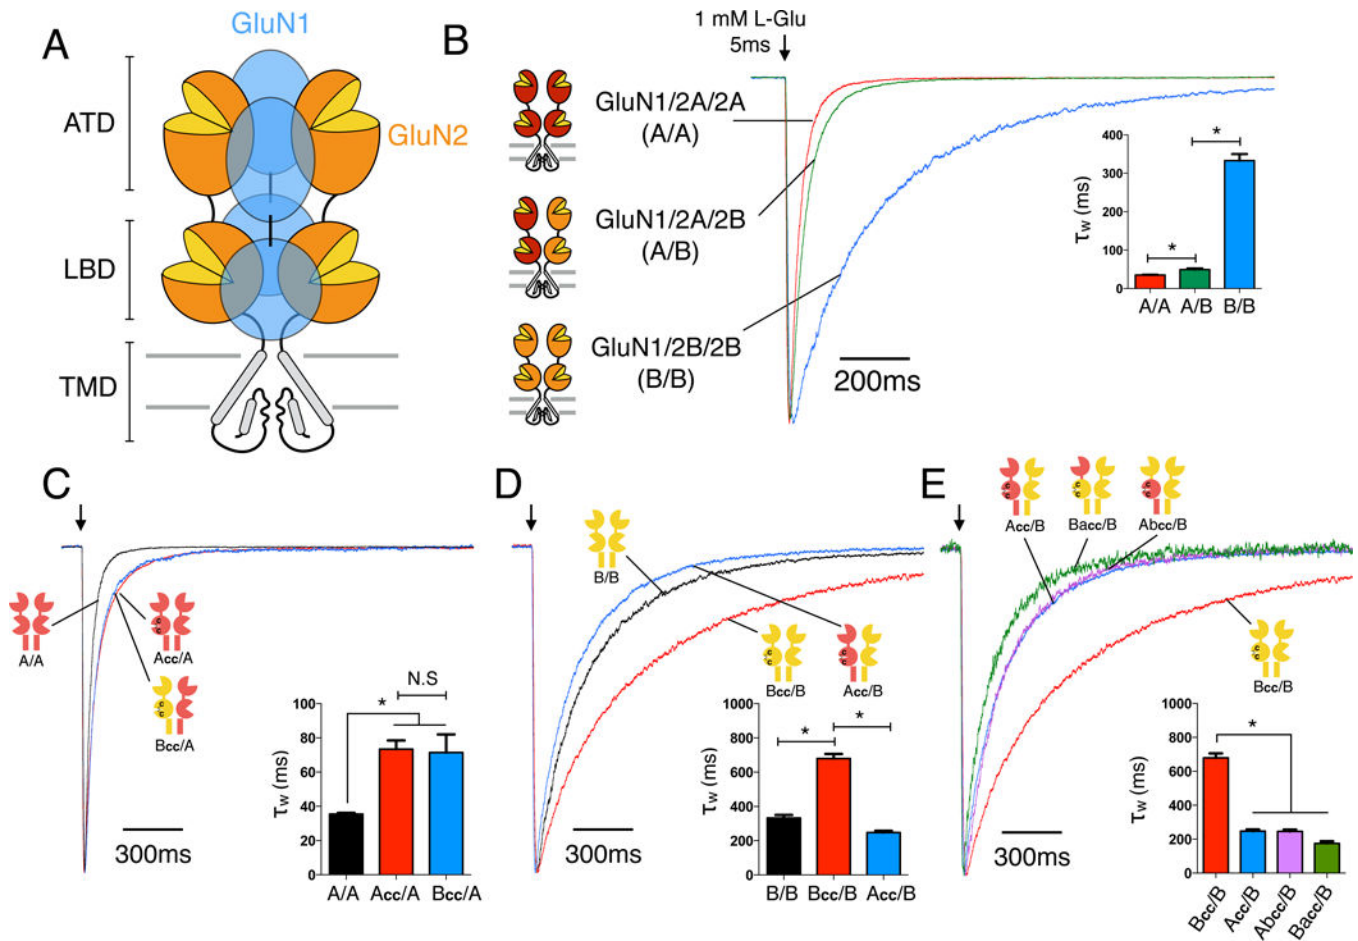 A
GluN1
ATD
GluN2
LBD
TMD
B
1 mM L-Glu
5ms
GluN1/2A/2A
(A/A)
GluN1/2A/2B
(A/B)
GluN1/2B/2B
(B/B)
200ms
400
300
200
100
0
τw (ms)
*
*
A/A
A/B
B/B
C
A/A
Acc/A
Bcc/A
c
c
c
c
300ms
100
80
60
40
20
0
τw (ms)
*
N.S
A/A
Acc/A
Bcc/A
D
B/B
Bcc/B
Acc/B
c
c
c
c
300ms
1000
800
600
400
200
0
τw (ms)
*
*
B/B
Bcc/B
Acc/B
E
c
c
c
c
c
c
Acc/B
Bacc/B
Abcc/B
c
c
Bcc/B
300ms
1000
800
600
400
200
0
τw (ms)
*
Bcc/B
Acc/B
Abcc/B
Bacc/B